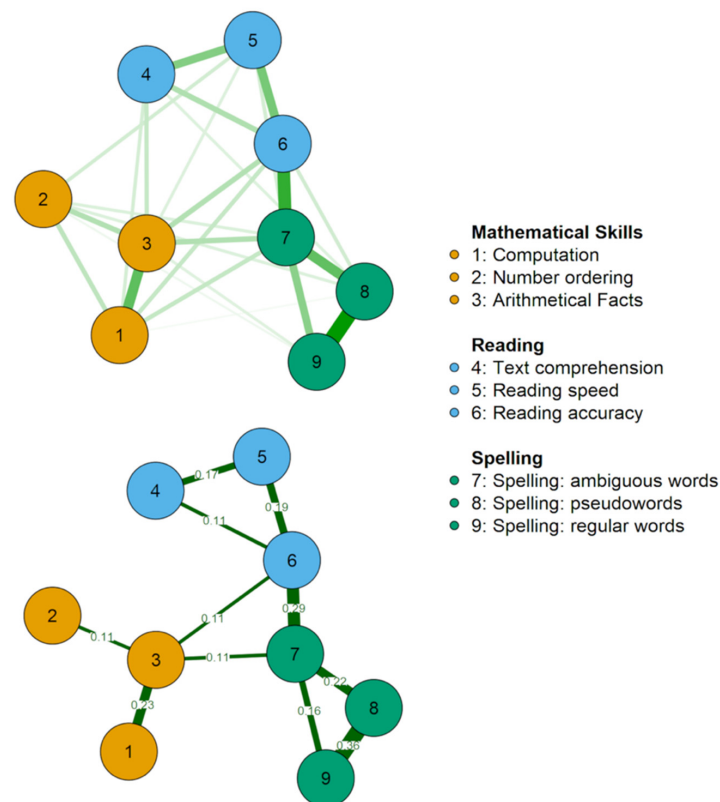 5
4
6
2
3
7
8
1
9
Mathematical Skills
1: Computation
2: Number ordering
3: Arithmetical Facts
Reading
4: Text comprehension
5: Reading speed
6: Reading accuracy
Spelling
7: Spelling: ambiguous words
8: Spelling: pseudowords
9: Spelling: regular words
5
0.17
4
0.19
0.11
6
0.29
2
0.11
0.11
3
0.11
7
0.22
0.23
0.16
8
0.36
1
9